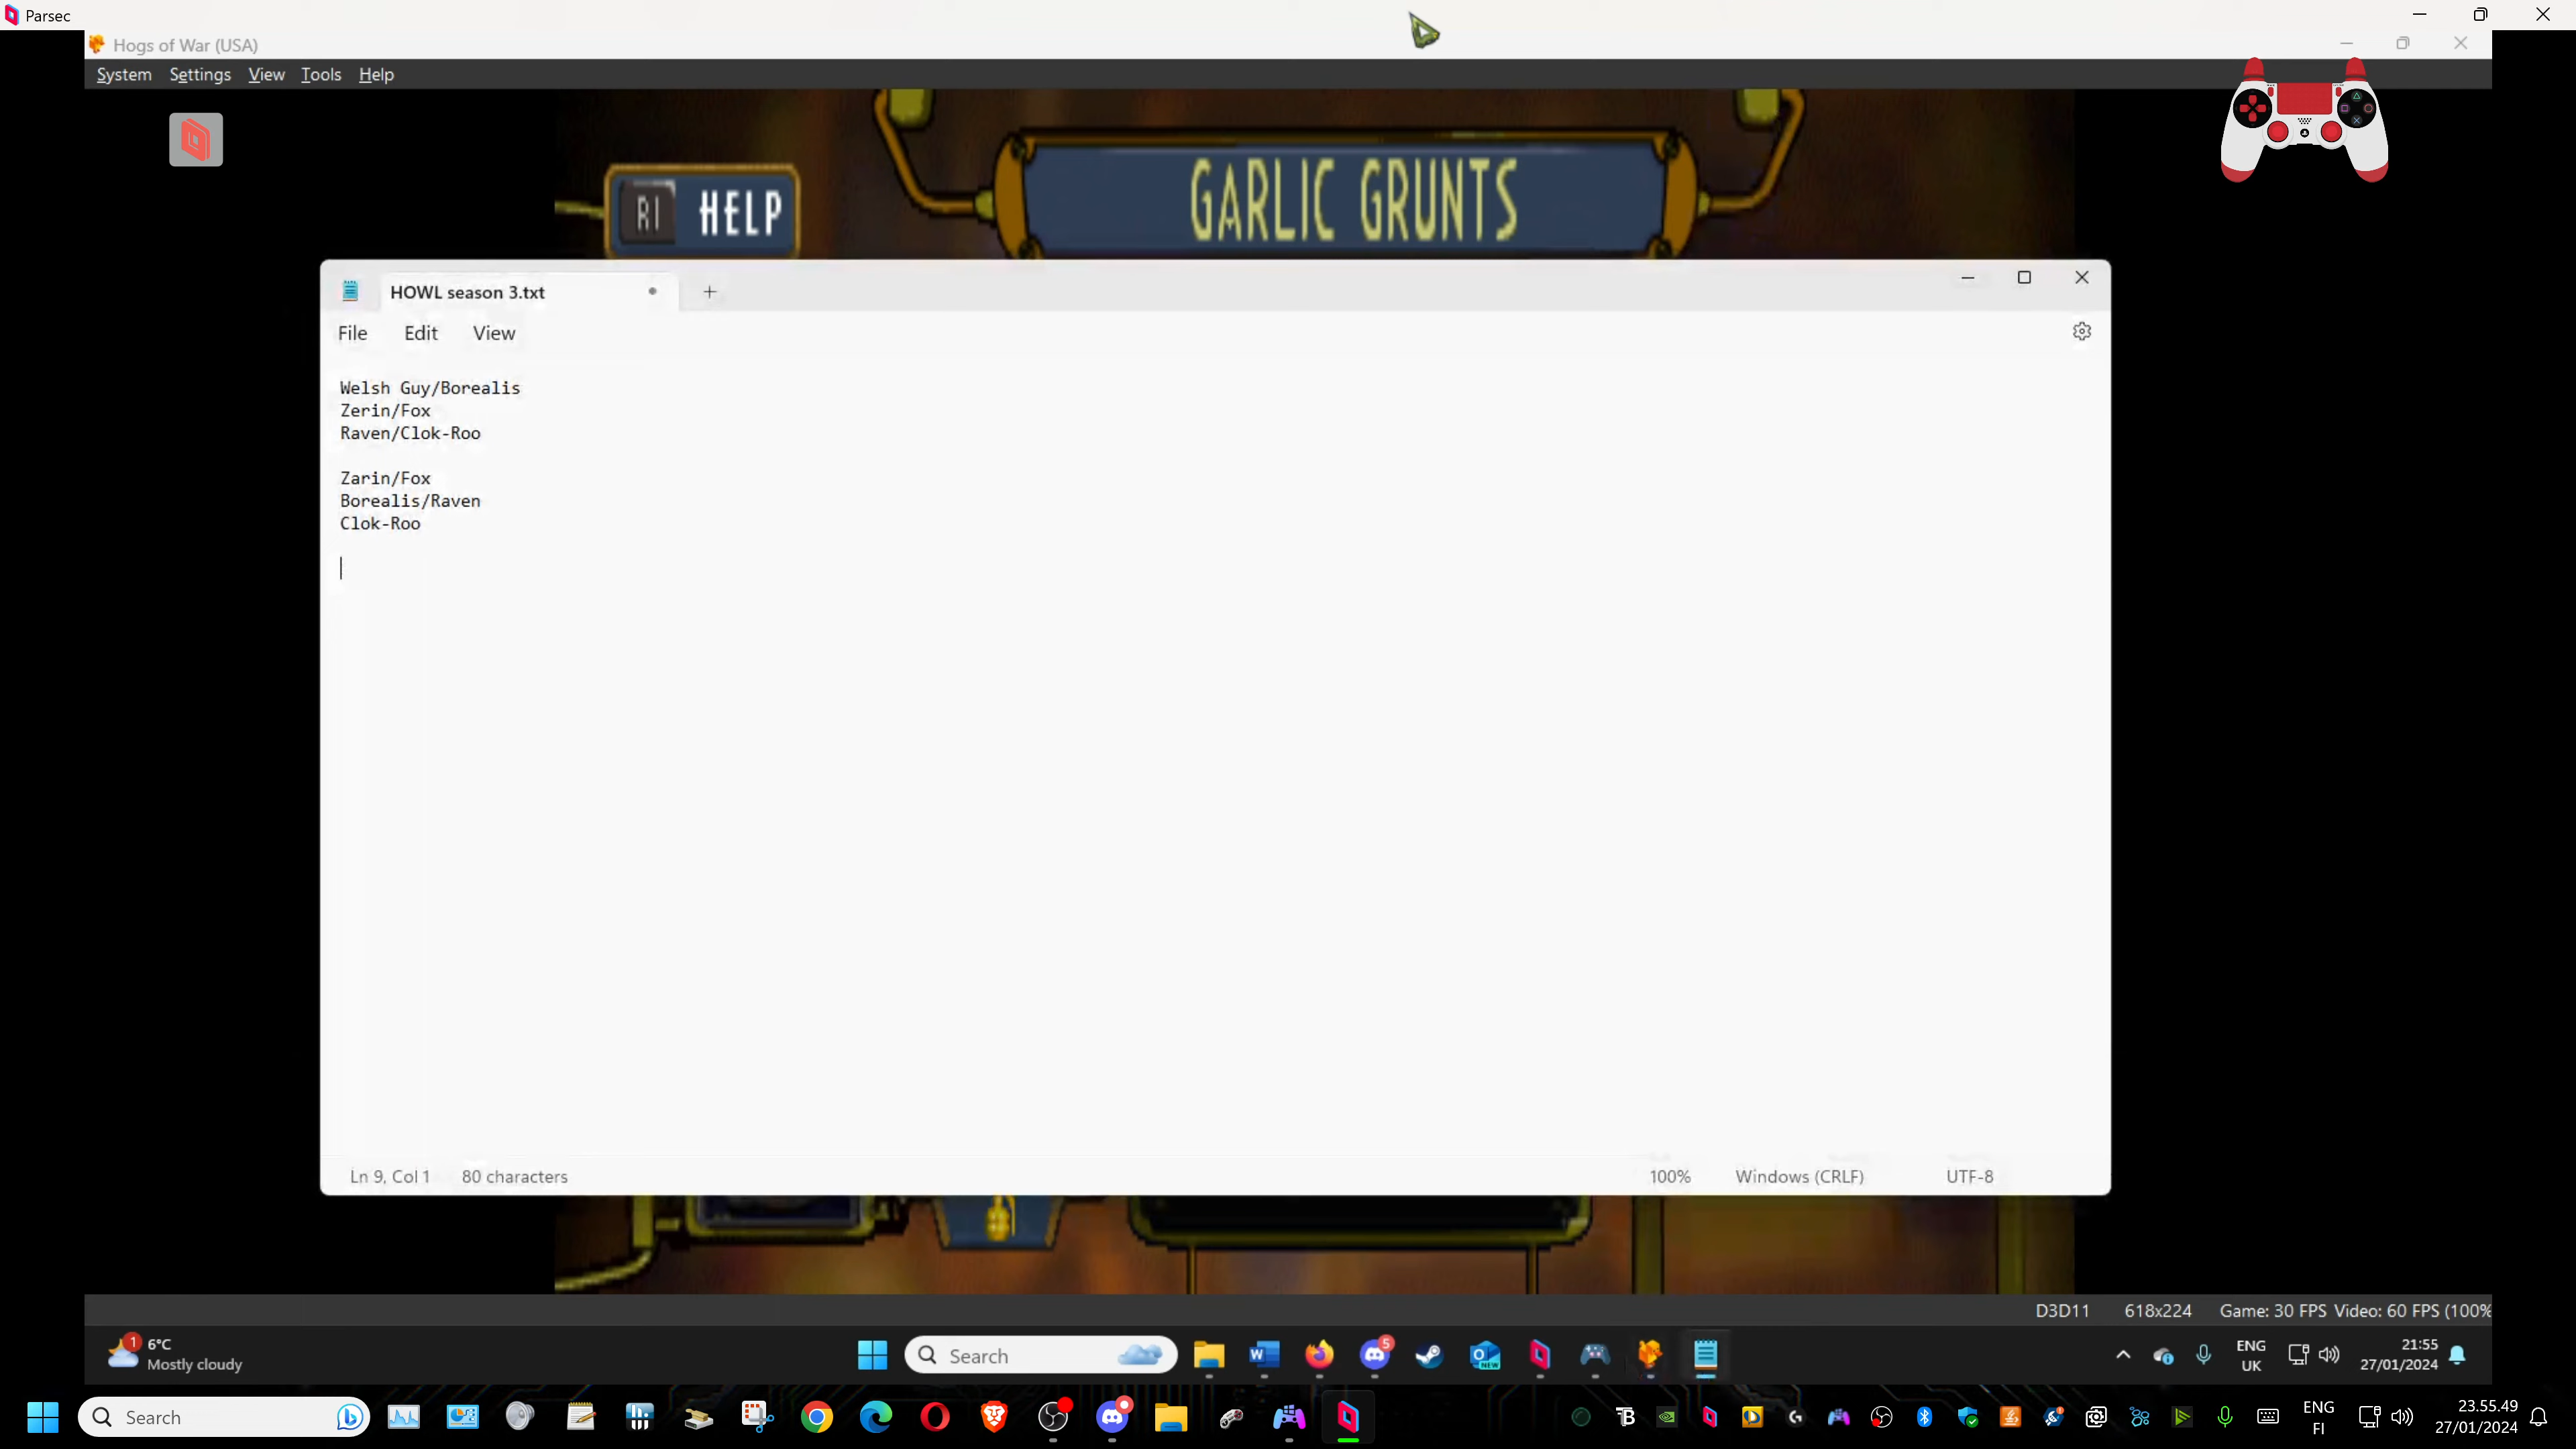 Parsec
Hogs of War (USA)
System Settings View Tools Help
R1 HELP
GARLIC GRUNTS
HOWL season 3.txt
File Edit View
Welsh Guy/Borealis
Zerin/Fox
Raven/Clok-Roo
Zarin/Fox
Borealis/Raven
Clok-Roo
Ln 9, Col 1 80 characters 100% Windows (CRLF) UTF-8
D3D11 618x224 Game: 30 FPS Video: 60 FPS (100%
1 6°C
Mostly cloudy
Search
5
ENG
UK
21:55
27/01/2024
Search
ENG
FI
23.55.49
27/01/2024